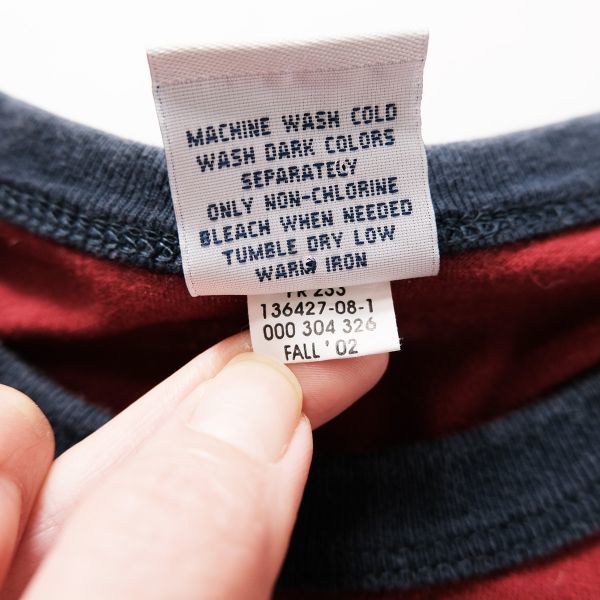 MACHINE WASH COLD
WASH DARK COLORS
SEPARATELY
ONLY NON-CHLORINE
BLEACH WHEN NEEDED
TUMBLE DRY LOW
WARM IRON
136427-08-1
000 304 326
FALL '02